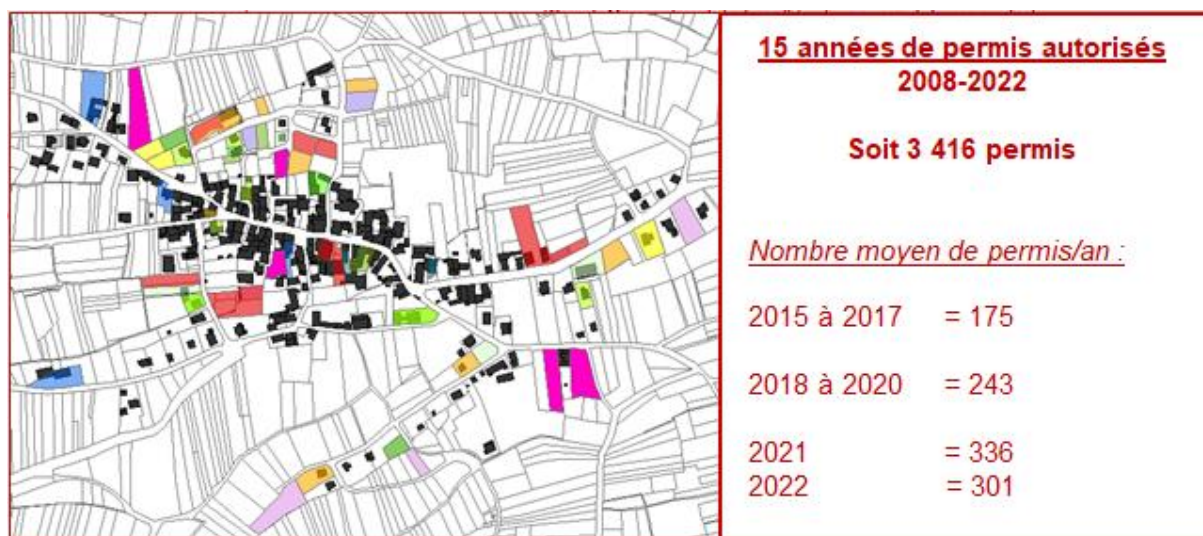 15 années de permis autorisés
2008-2022
Soit 3 416 permis
Nombre moyen de permis/an :
2015 à 2017 = 175
2018 à 2020 = 243
2021 = 336
2022 = 301